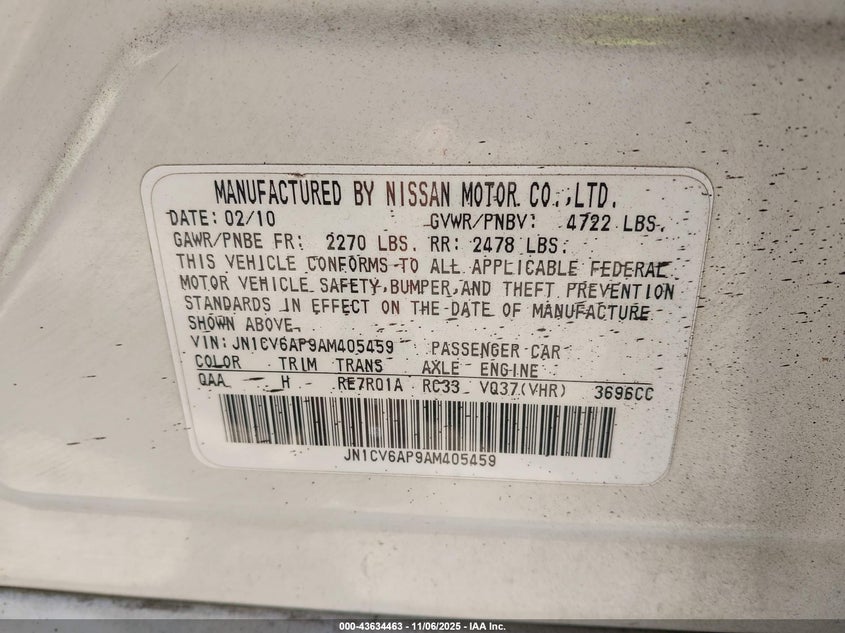 MANUFACTURED BY NISSAN MOTOR CO.,LTD.
DATE: 02/10 GVWR/PNBV: 4722 LBS.
GAWR/PNBE FR: 2270 LBS. RR: 2478 LBS.
THIS VEHICLE CONFORMS TO ALL APPLICABLE FEDERAL
MOTOR VEHICLE SAFETY,BUMPER,AND THEFT PREVENTION
STANDARDS IN EFFECT ON THE DATE OF MANUFACTURE
SHOWN ABOVE.
VIN: JN1CV6AP9AM405459 PASSENGER CAR
COLOR TRIM TRANS AXLE ENGINE
QAA H RE7R01A RC33 VQ37(VHR) 3696CC
JN1CV6AP9AM405459
000-43634463 - 11/06/2025 - IAA Inc.